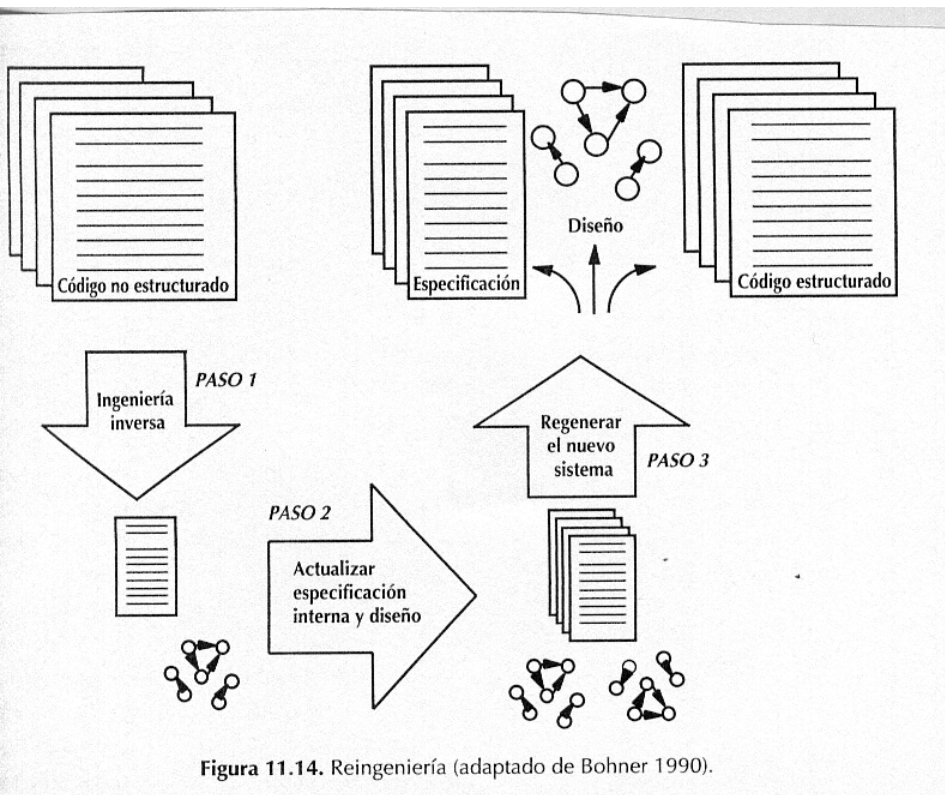 Código no estructurado
Especificación
Diseño
Código estructurado
PASO 1
Ingeniería
inversa
PASO 2
Actualizar
especificación
interna y diseño
Regenerar
el nuevo
sistema
PASO 3
Figura 11.14. Reingeniería (adaptado de Bohner 1990).